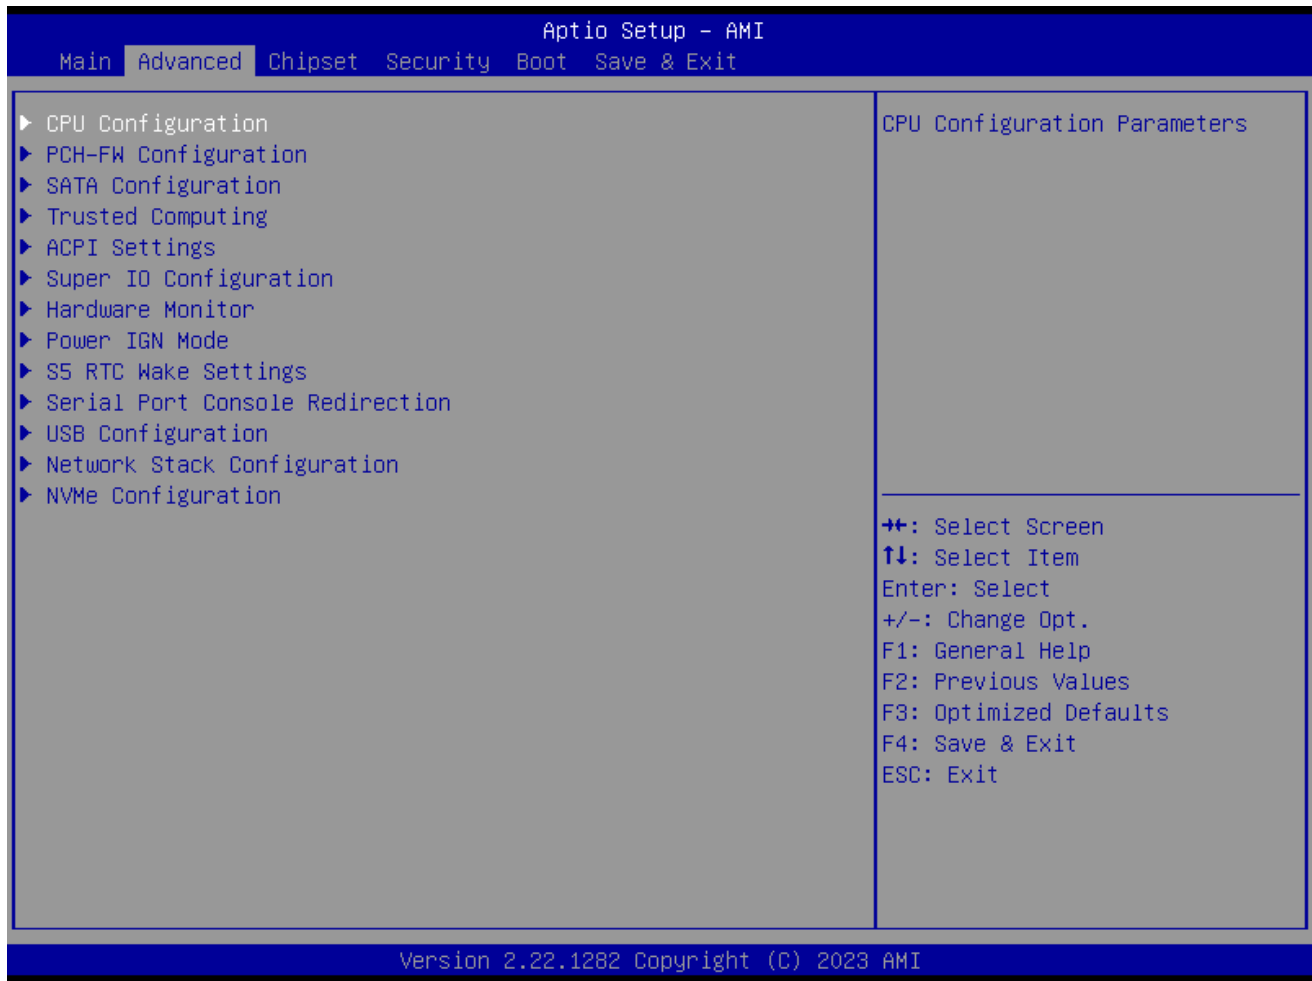 Aptio Setup – AMI
Main Advanced Chipset Security Boot Save & Exit
CPU Configuration
PCH-FW Configuration
SATA Configuration
Trusted Computing
ACPI Settings
Super IO Configuration
Hardware Monitor
Power IGN Mode
S5 RTC Wake Settings
Serial Port Console Redirection
USB Configuration
Network Stack Configuration
NVMe Configuration
CPU Configuration Parameters
→←: Select Screen
↑↓: Select Item
Enter: Select
+/-: Change Opt.
F1: General Help
F2: Previous Values
F3: Optimized Defaults
F4: Save & Exit
ESC: Exit
Version 2.22.1282 Copyright (C) 2023 AMI